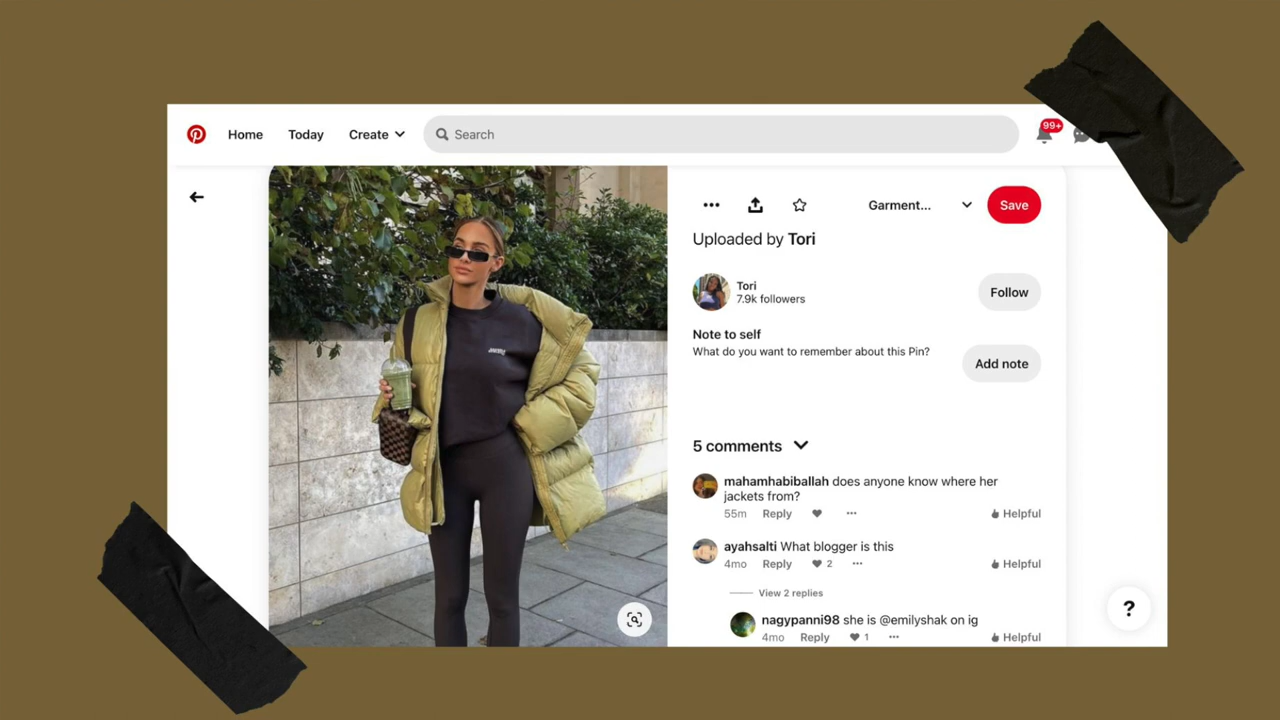 Home Today Create Search 99+
Garment... Save
Uploaded by Tori
Tori
7.9k followers
Follow
Note to self
What do you want to remember about this Pin?
Add note
5 comments
mahamhabiballah does anyone know where her
jackets from?
55m Reply Helpful
ayahsalti What blogger is this
4mo Reply 2 Helpful
View 2 replies
nagypanni98 she is @emilyshak on ig
4mo Reply 1 Helpful
?